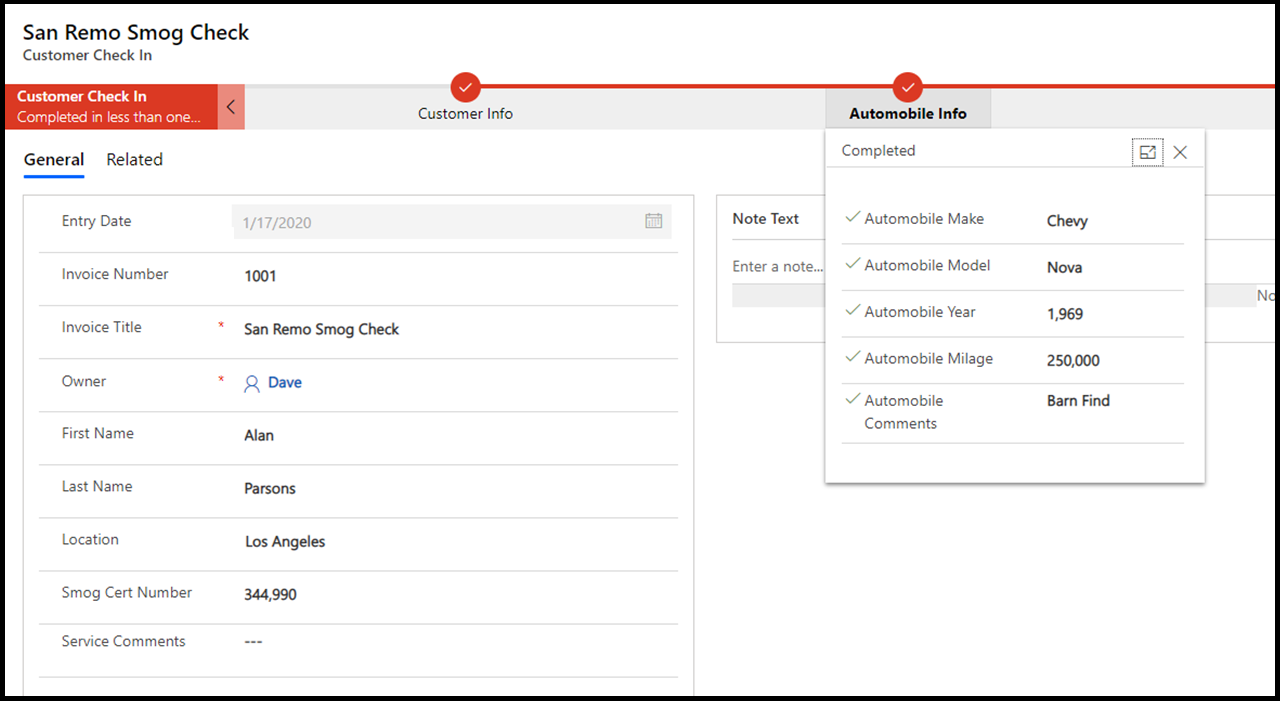 San Remo Smog Check
Customer Check In
Customer Check In
Completed in less than one...
Customer Info
Automobile Info
General
Related
Entry Date
1/17/2020
Invoice Number
1001
Invoice Title
*
San Remo Smog Check
Owner
*
Dave
First Name
Alan
Last Name
Parsons
Location
Los Angeles
Smog Cert Number
344,990
Service Comments
---
Note Text
Enter a note...
No
Completed
Automobile Make
Chevy
Automobile Model
Nova
Automobile Year
1,969
Automobile Milage
250,000
Automobile
Comments
Barn Find